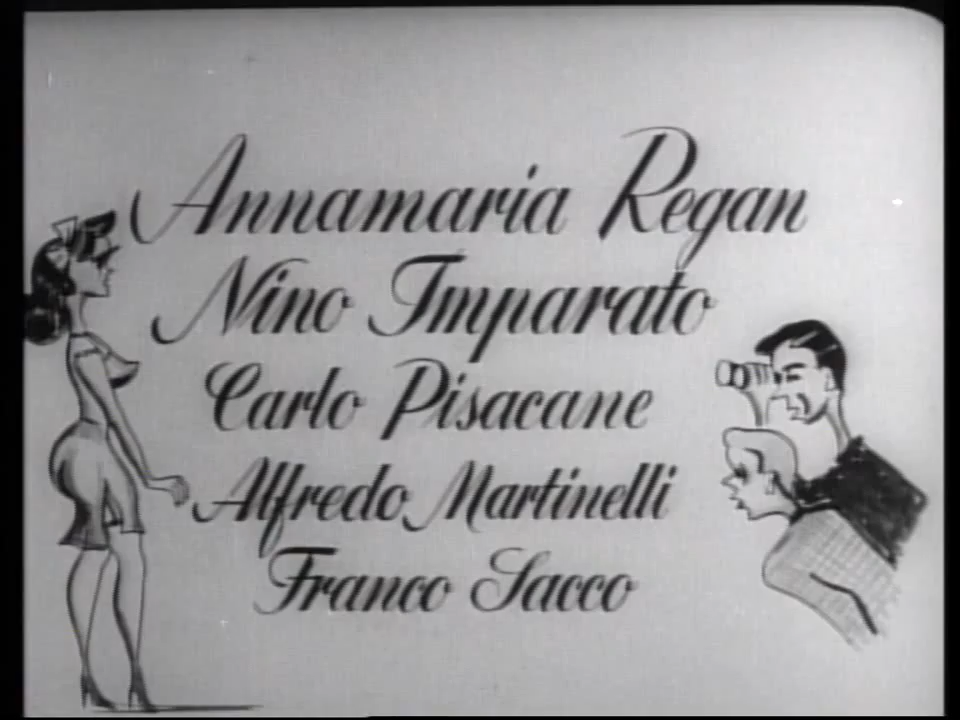 Annamaria Regan
Nino Imparato
Carlo Pisacane
Alfredo Martinelli
Franco Sacco